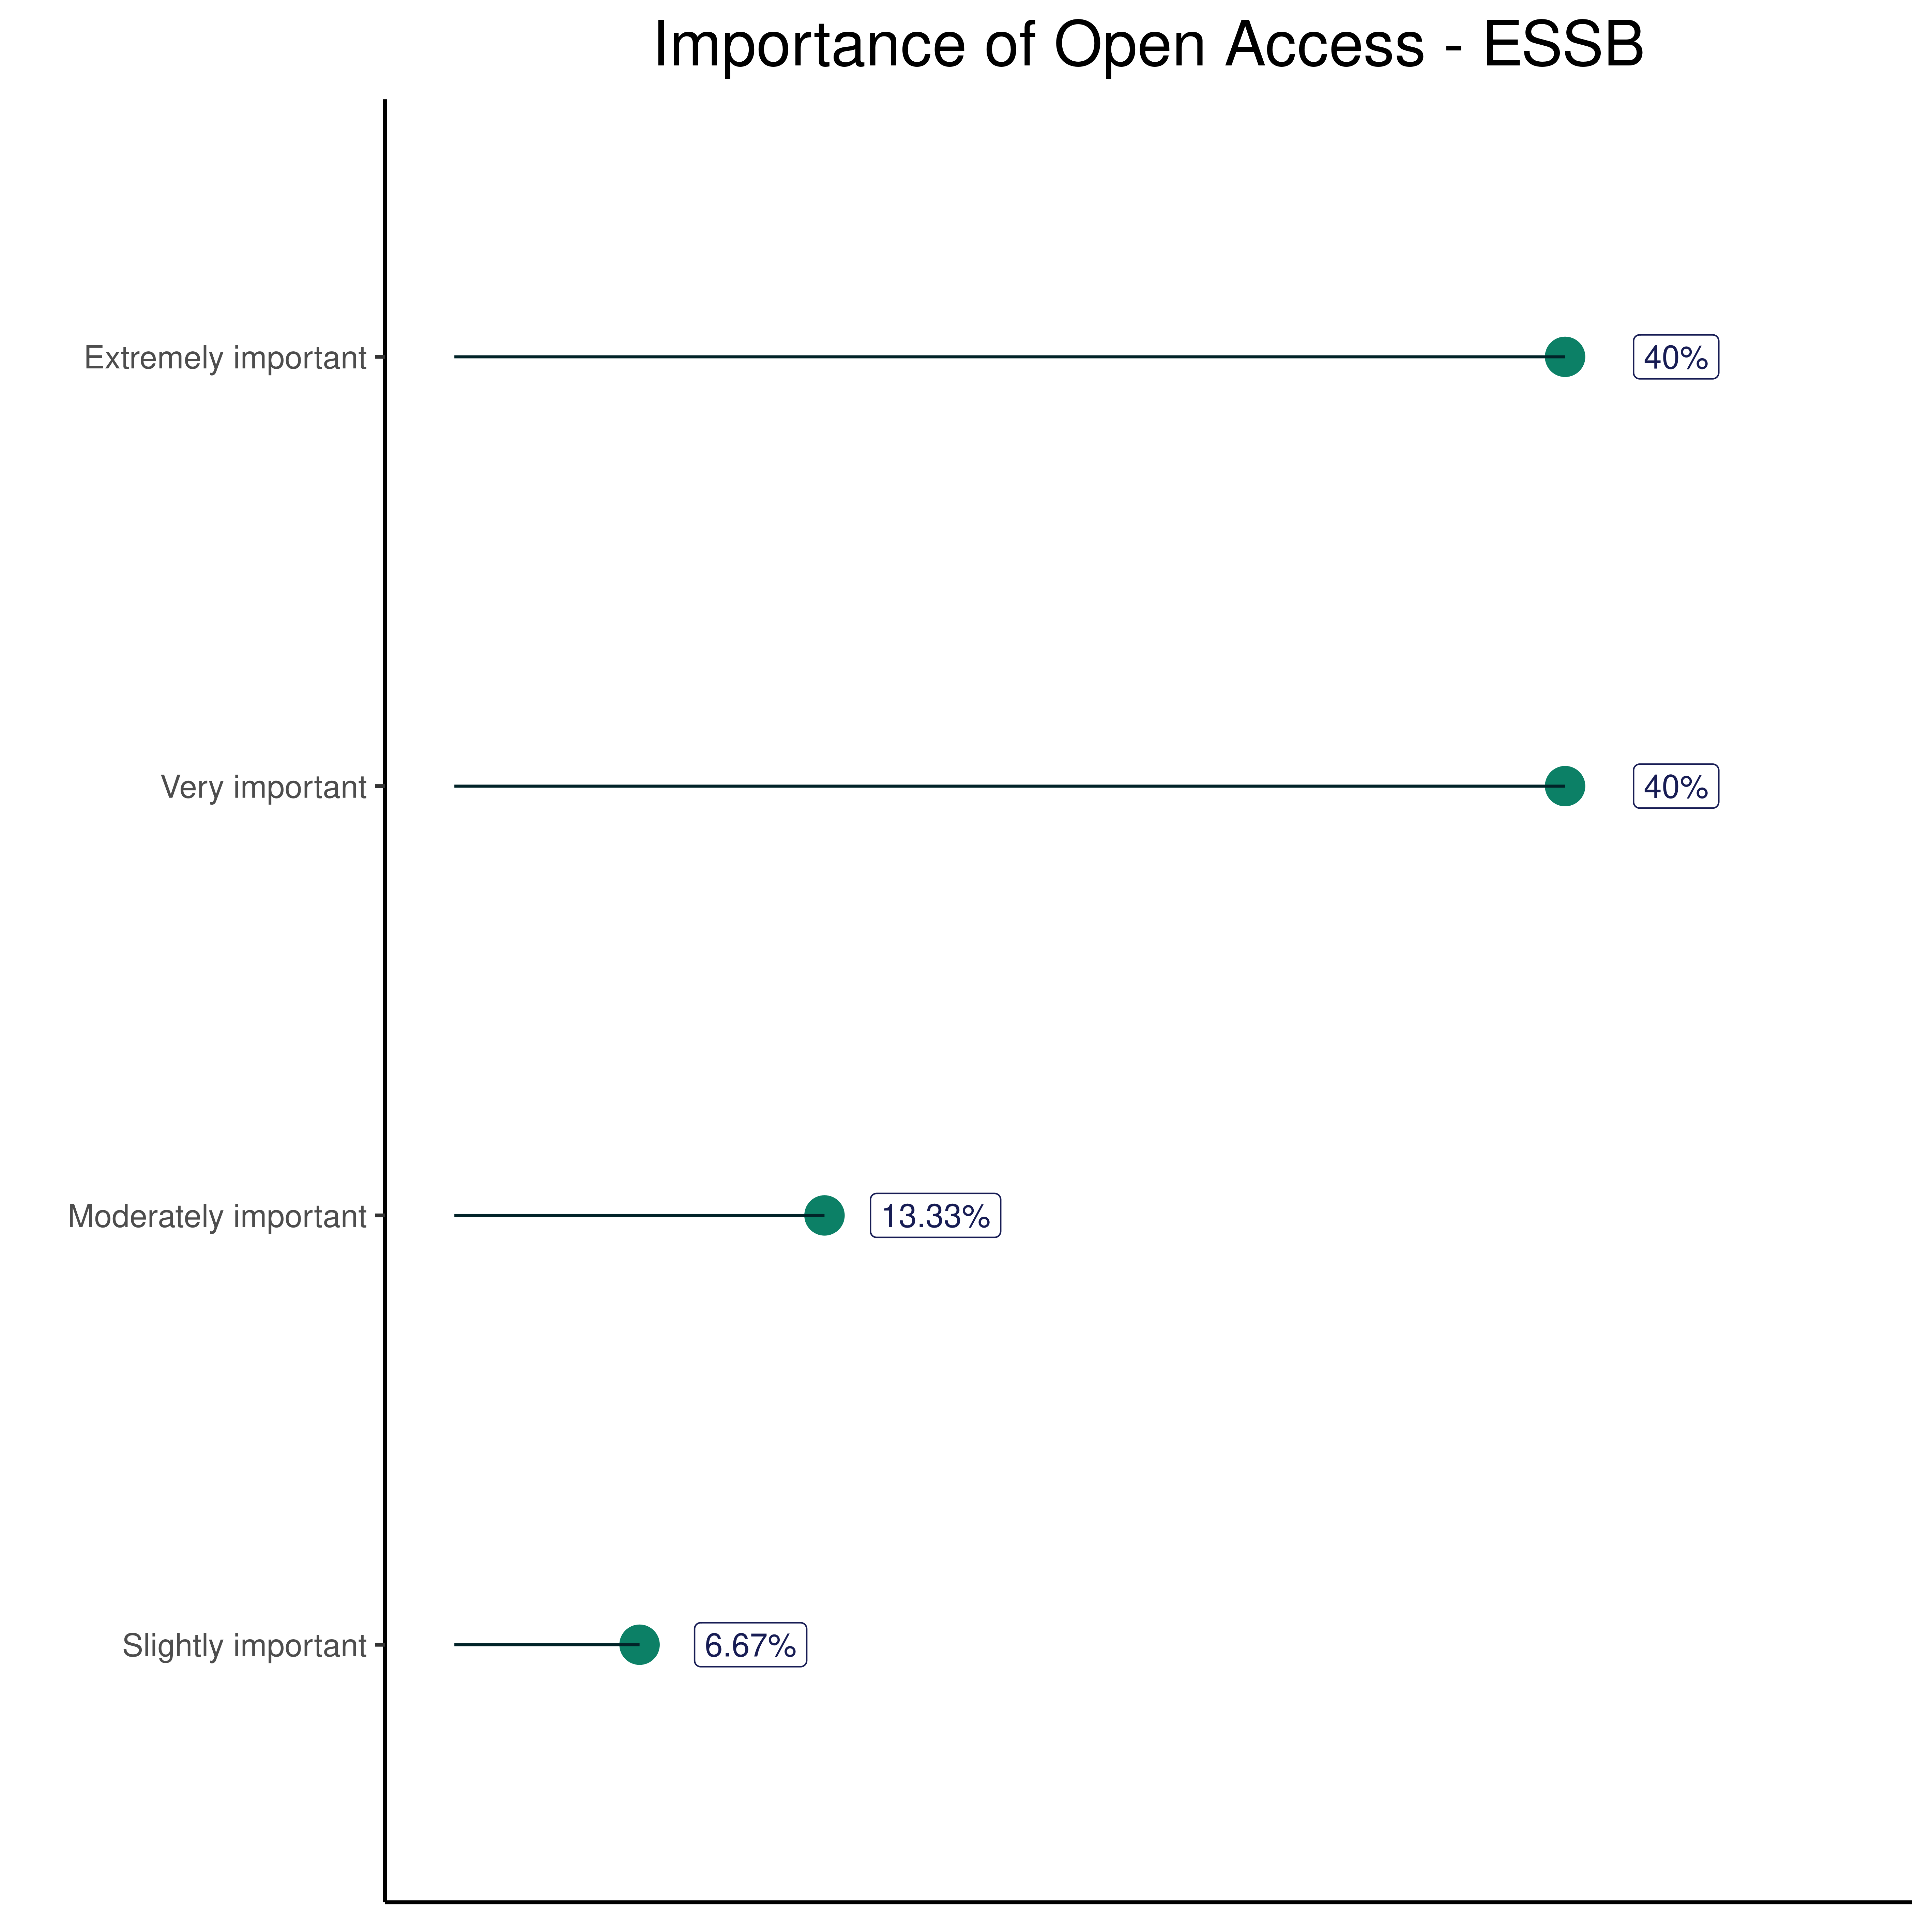 Importance of Open Access - ESSB
Extremely important
40%
Very important
40%
Moderately important
13.33%
Slightly important
6.67%